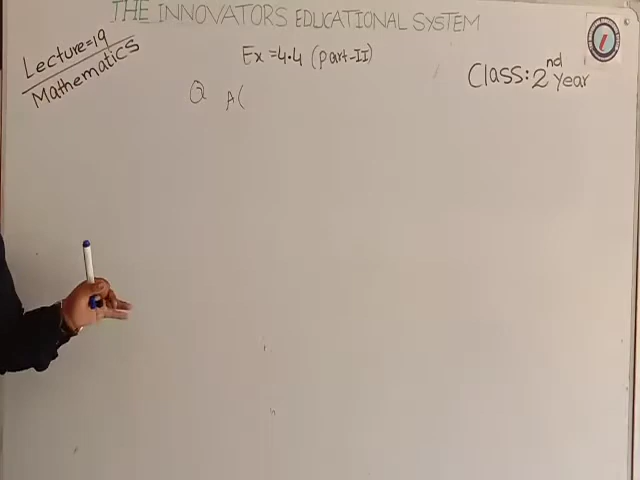 THE INNOVATORS EDUCATIONAL SYSTEM
Lecture=19
Mathematics
Ex =4.4 (part-II)
Class: 2nd year
Q A(